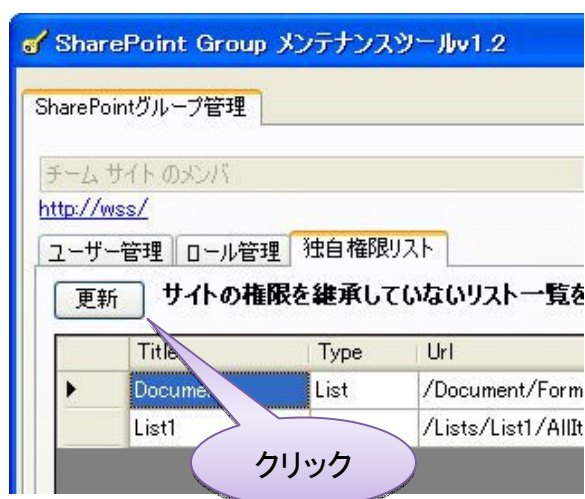 SharePoint Group メンテナンスツールv1.2
SharePointグループ管理
チーム サイト のメンバ
http://wss/
ユーザー管理 ロール管理 独自権限リスト
更新 サイトの権限を継承していないリスト一覧を
Title Type Url
Docume List /Document/Form
List1 /Lists/List1/AllIt
クリック